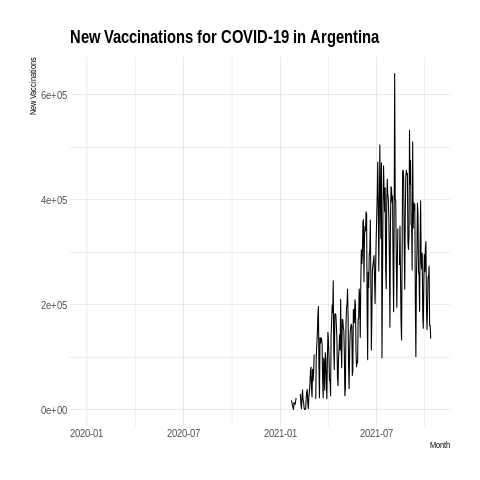 New Vaccinations for COVID-19 in Argentina
New Vaccinations
6e+05
4e+05
2e+05
0e+00
2020-01 2020-07 2021-01 2021-07
Month